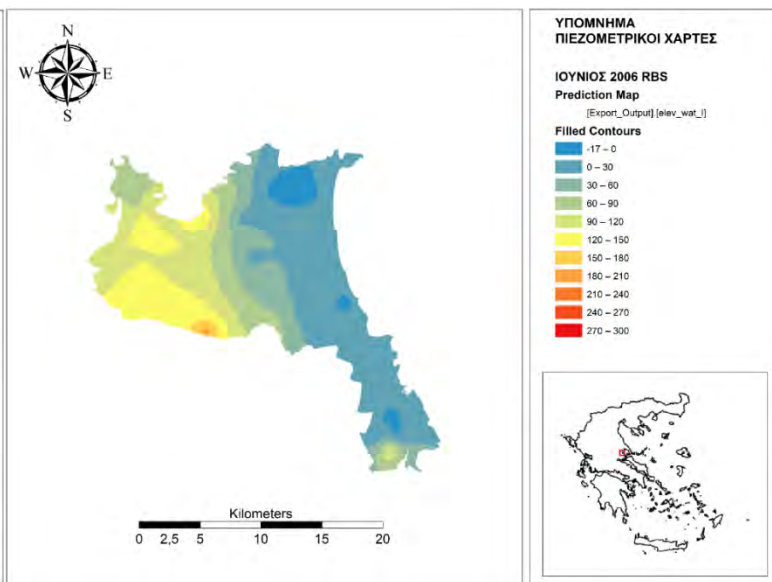 N
W E
S
Kilometers
0 2,5 5 10 15 20
ΥΠΟΜΝΗΜΑ
ΠΙΕΖΟΜΕΤΡΙΚΟΙ ΧΑΡΤΕΣ
ΙΟΥΝΙΟΣ 2006 RBS
Prediction Map
[Export_Output].[elev_wat_l]
Filled Contours
-17 – 0
0 – 30
30 – 60
60 – 90
90 – 120
120 – 150
150 – 180
180 – 210
210 – 240
240 – 270
270 – 300